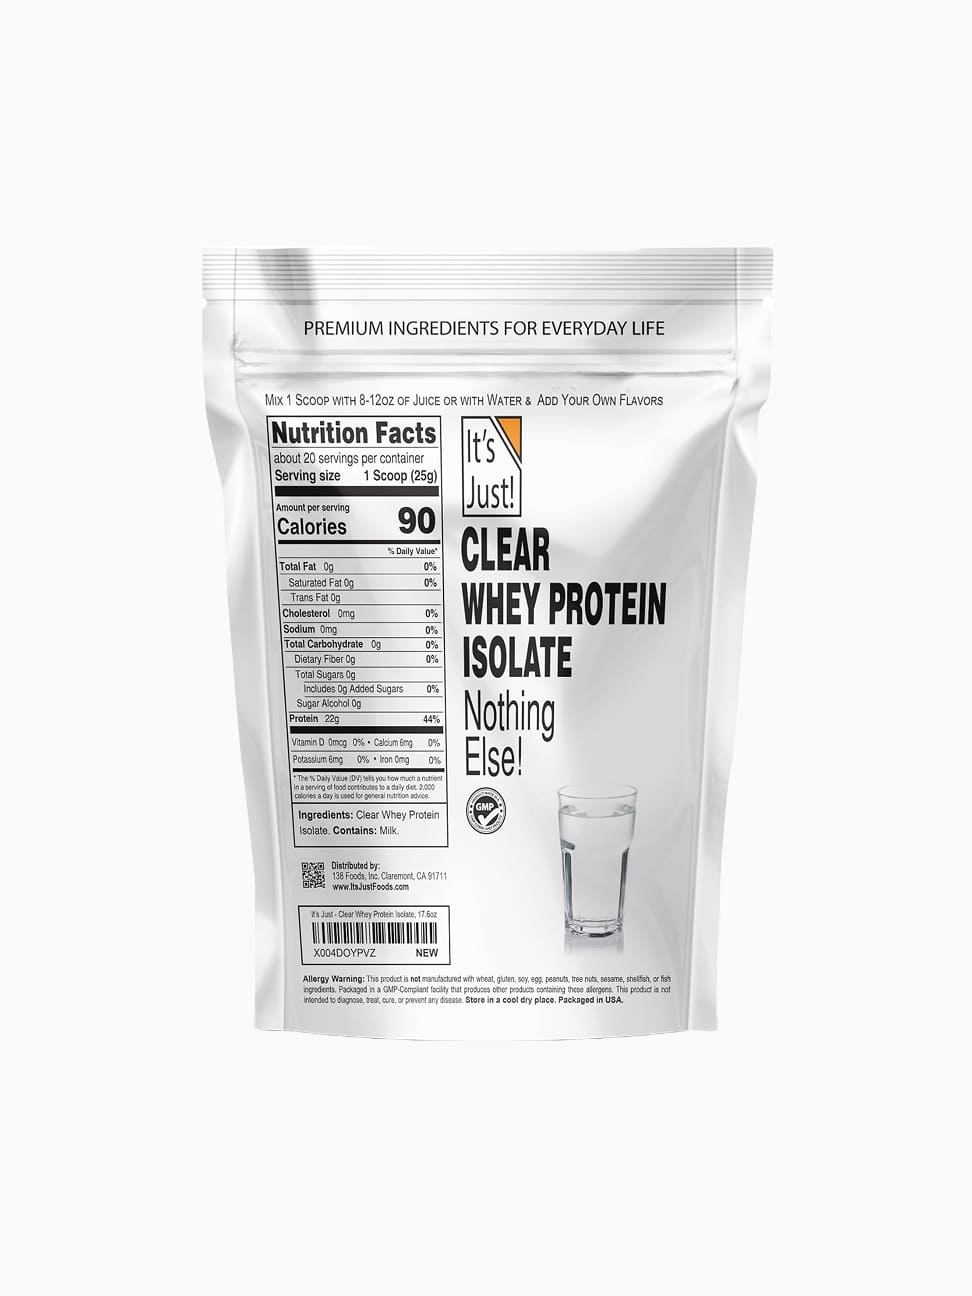 PREMIUM INGREDIENTS FOR EVERYDAY LIFE
MIX 1 SCOOP WITH 8-12OZ OF JUICE OR WITH WATER & ADD YOUR OWN FLAVORS
Nutrition Facts
about 20 servings per container
Serving size 1 Scoop (25g)
Amount per serving
Calories 90
% Daily Value*
Total Fat 0g 0%
Saturated Fat 0g 0%
Trans Fat 0g
Cholesterol 0mg 0%
Sodium 0mg 0%
Total Carbohydrate 0g 0%
Dietary Fiber 0g 0%
Total Sugars 0g
Includes 0g Added Sugars 0%
Sugar Alcohol 0g
Protein 22g 44%
Vitamin D 0mcg 0% • Calcium 6mg 0%
Potassium 6mg 0% • Iron 0mg 0%
* The % Daily Value (DV) tells you how much a nutrient
in a serving of food contributes to a daily diet. 2,000
calories a day is used for general nutrition advice.
Ingredients: Clear Whey Protein
Isolate. Contains: Milk.
It's
Just!
CLEAR
WHEY PROTEIN
ISOLATE
Nothing
Else!
GMP
Distributed by:
138 Foods, Inc. Claremont, CA 91711
www.ItsJustFoods.com
It's Just - Clear Whey Protein Isolate, 17.6oz
X004DOYPVZ NEW
Allergy Warning: This product is not manufactured with wheat, gluten, soy, egg, peanuts, tree nuts, sesame, shellfish, or fish
ingredients. Packaged in a GMP-Compliant facility that produces other products containing these allergens. This product is not
intended to diagnose, treat, cure, or prevent any disease. Store in a cool dry place. Packaged in USA.